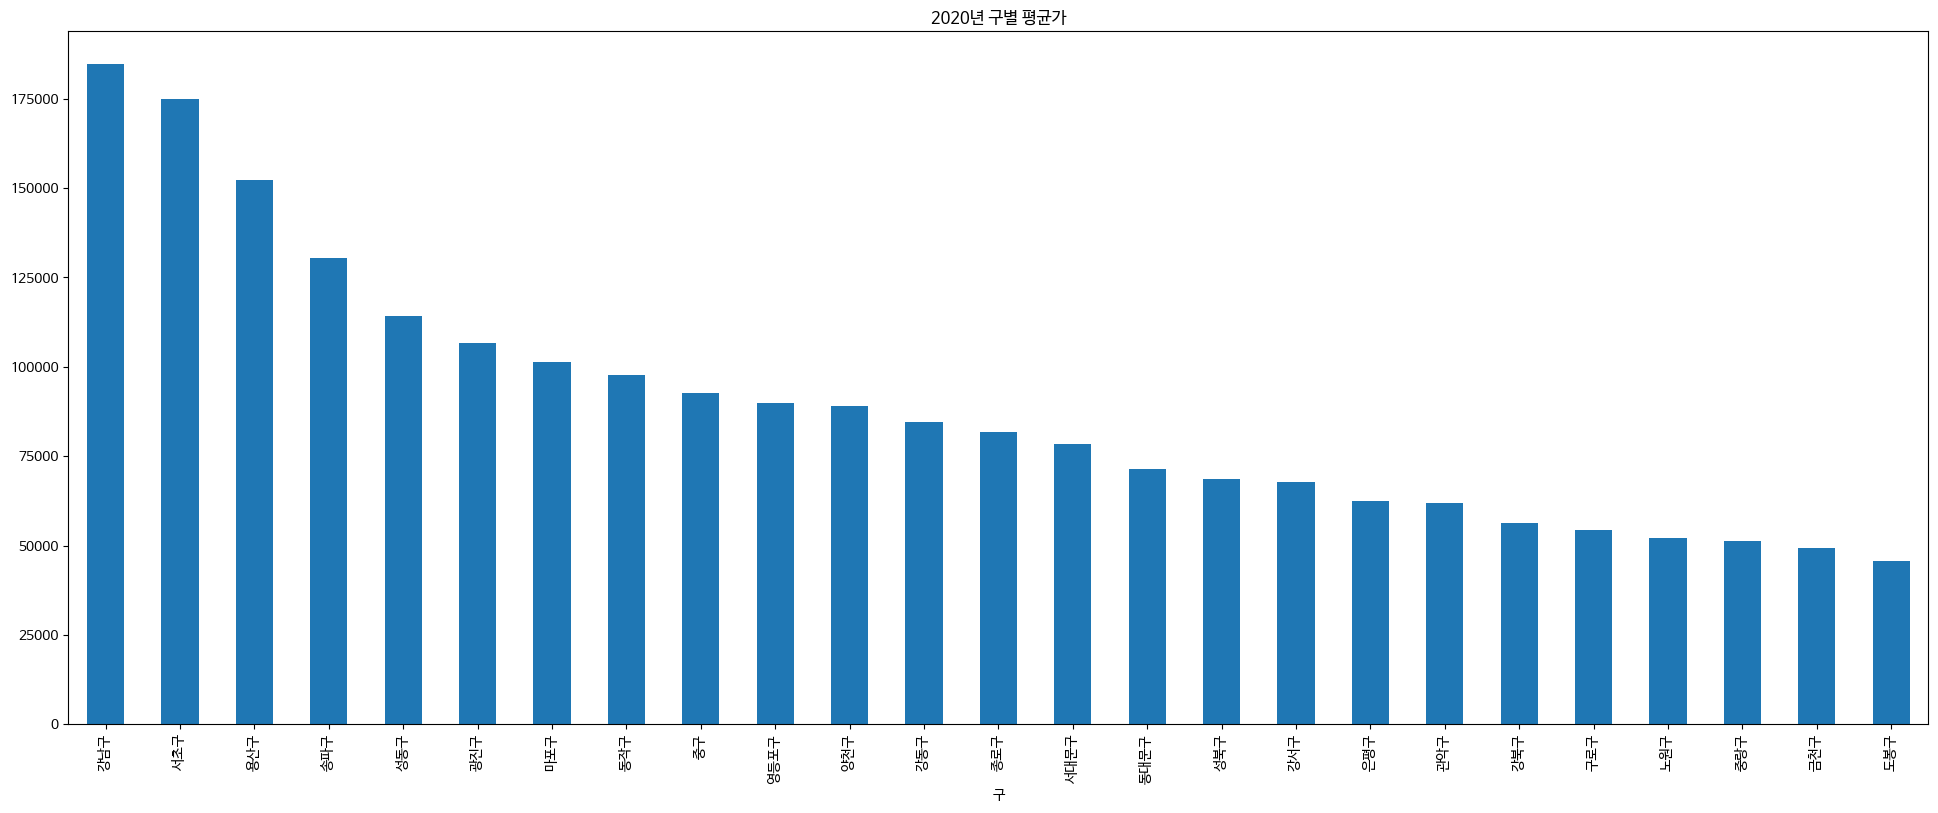 2020년 구별 평균가
175000
150000
125000
100000
75000
50000
25000
0
강남구
서초구
용산구
송파구
성동구
광진구
마포구
동작구
중구
영등포구
양천구
강동구
종로구
서대문구
동대문구
성북구
강서구
은평구
관악구
강북구
구로구
노원구
중랑구
금천구
도봉구
구